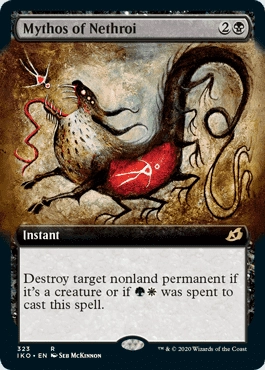 Mythos of Nethroi 2
Instant
Destroy target nonland permanent if
it's a creature or if was spent to
cast this spell.
323 R
IKO • EN Seb McKinnon
™ & © 2020 Wizards of the Coast